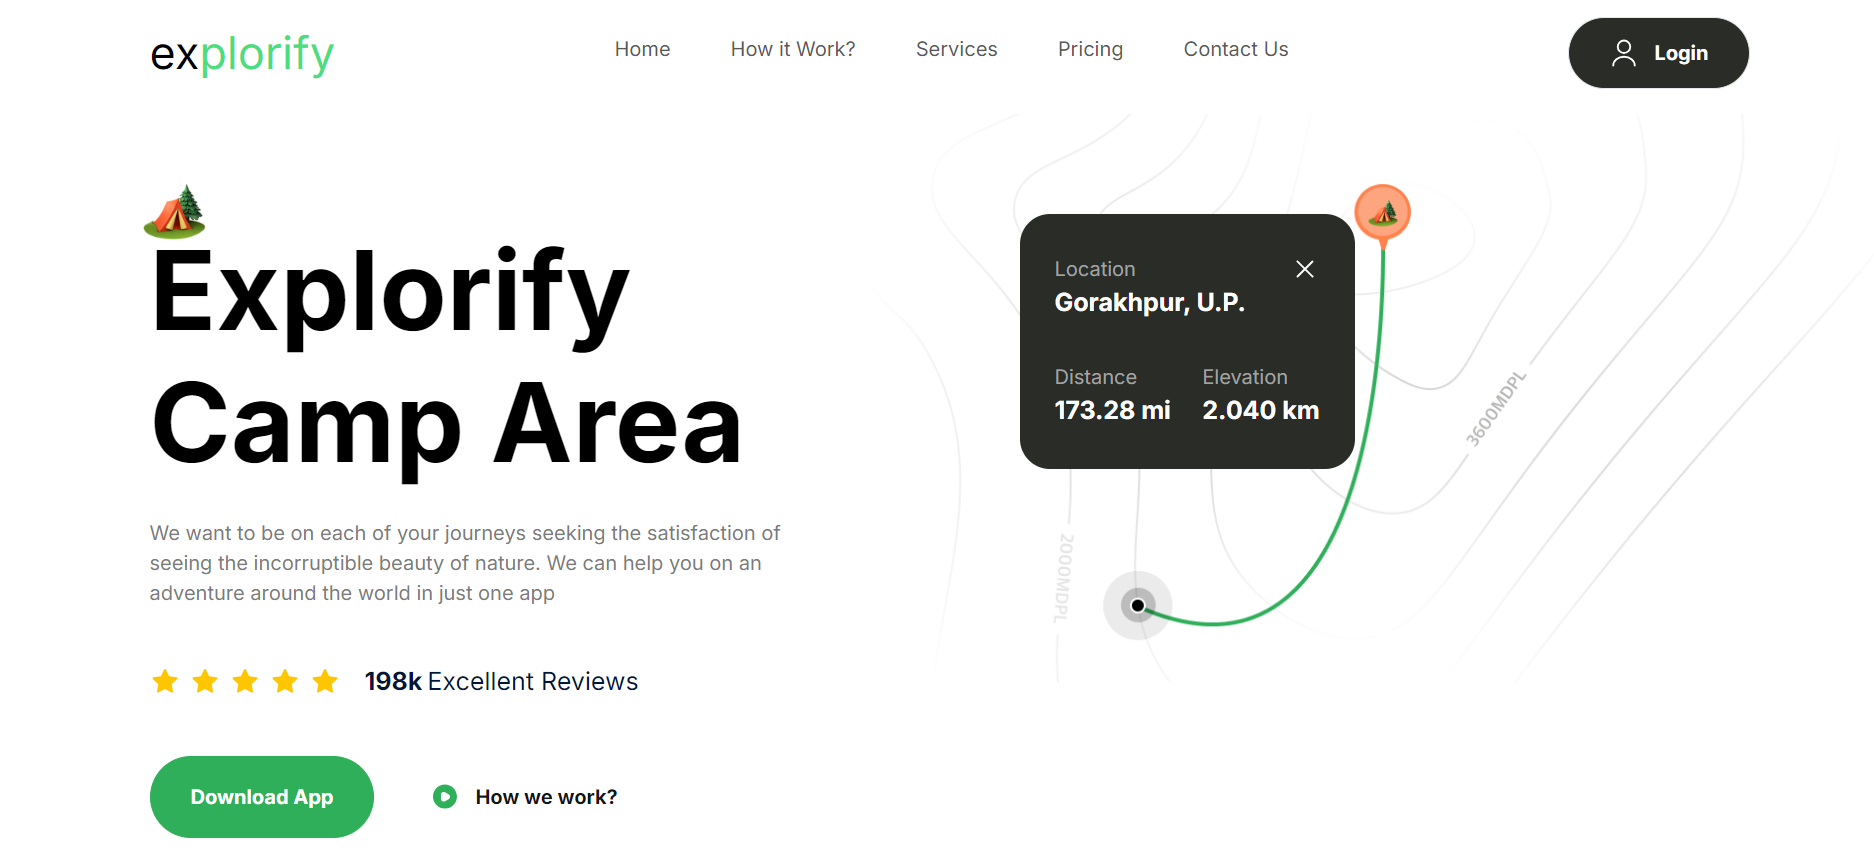 explorify
Home
How it Work?
Services
Pricing
Contact Us
Login
Explorify
Camp Area
We want to be on each of your journeys seeking the satisfaction of
seeing the incorruptible beauty of nature. We can help you on an
adventure around the world in just one app
198k Excellent Reviews
Download App
How we work?
Location
Gorakhpur, U.P.
Distance
Elevation
173.28 mi
2.040 km
3600MDPL
2000MDPL